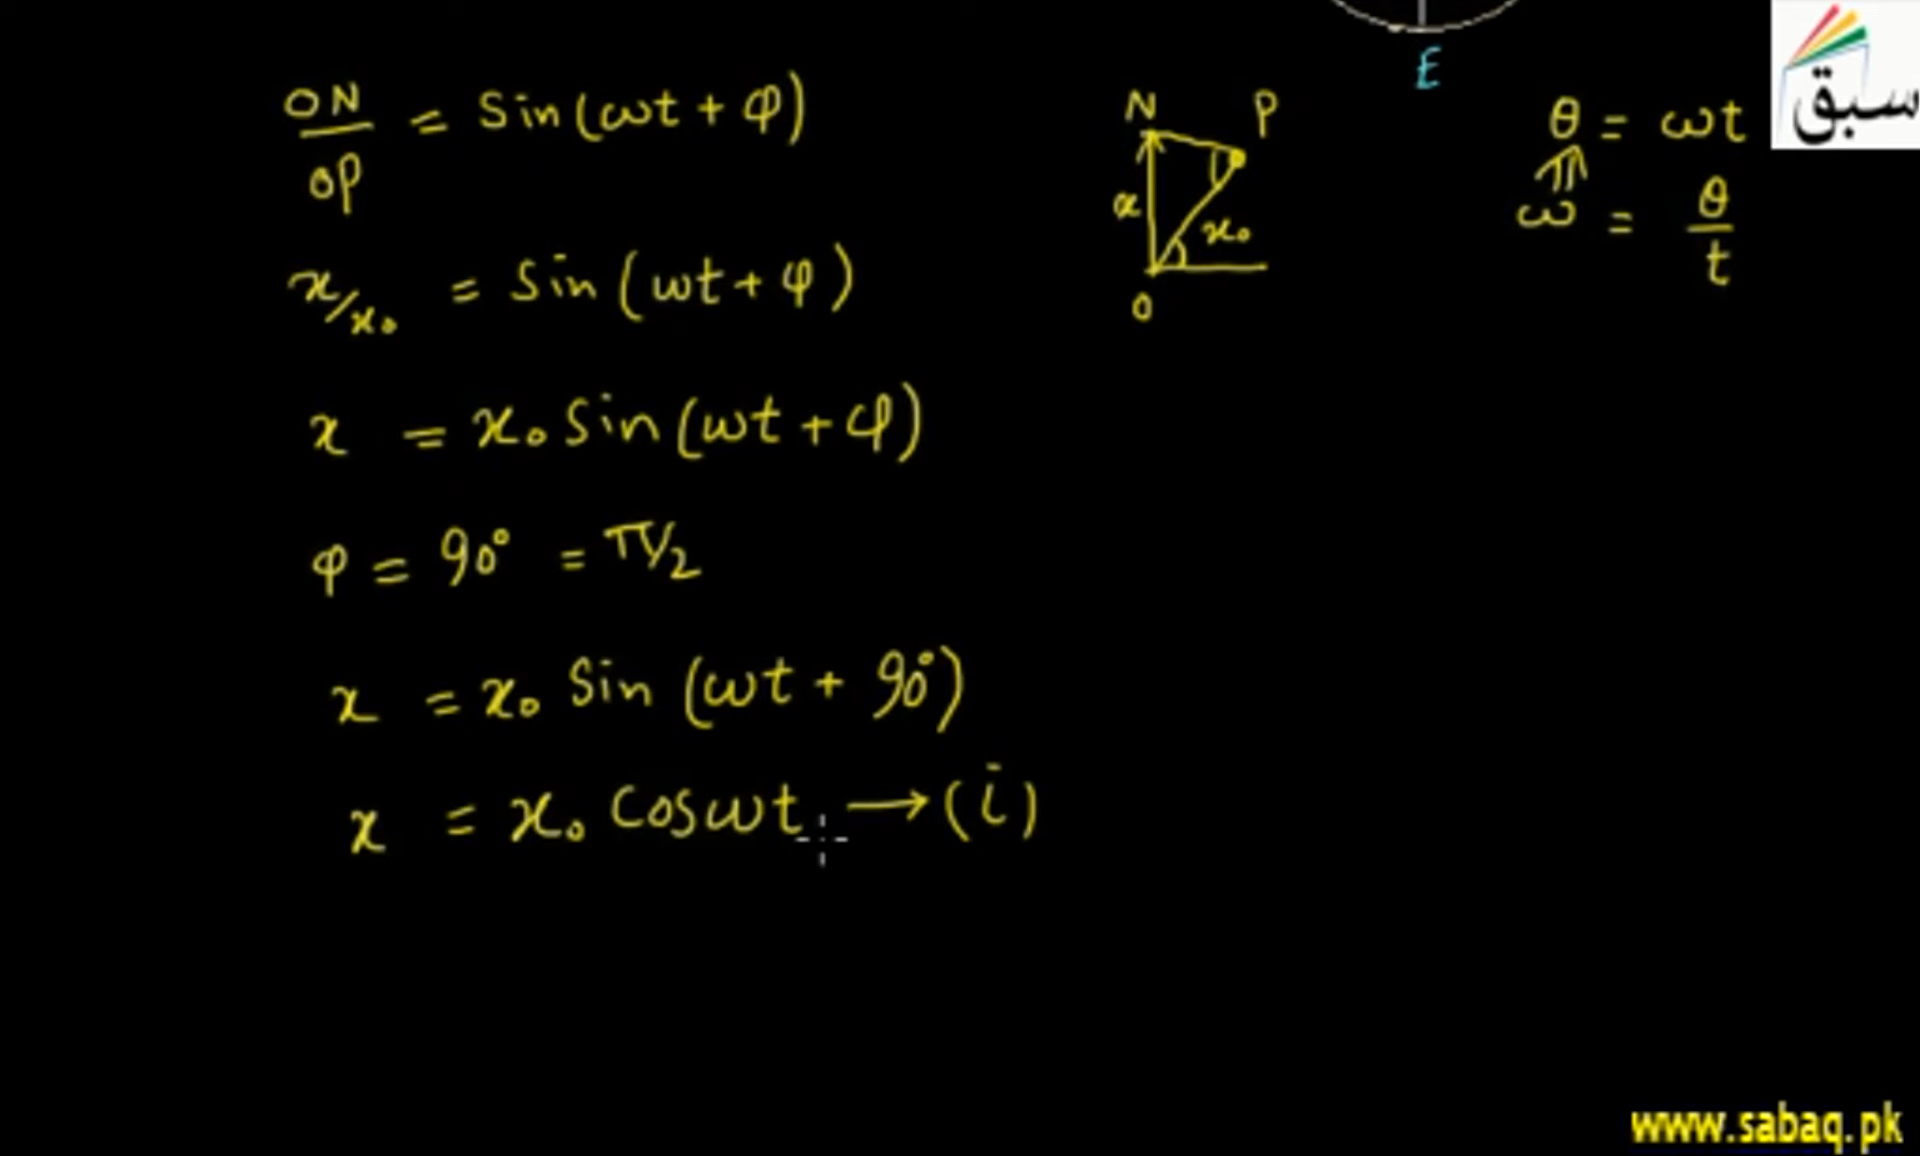 E
سبق
ON/OP = Sin(ωt + φ)
N P
θ = ωt
⇑
x x₀
ω = θ/t
O
x/x₀ = Sin(ωt + φ)
x = x₀ Sin(ωt + φ)
φ = 90° = π/2
x = x₀ Sin (ωt + 90°)
x = x₀ Cosωt → (i)
www.sabaq.pk